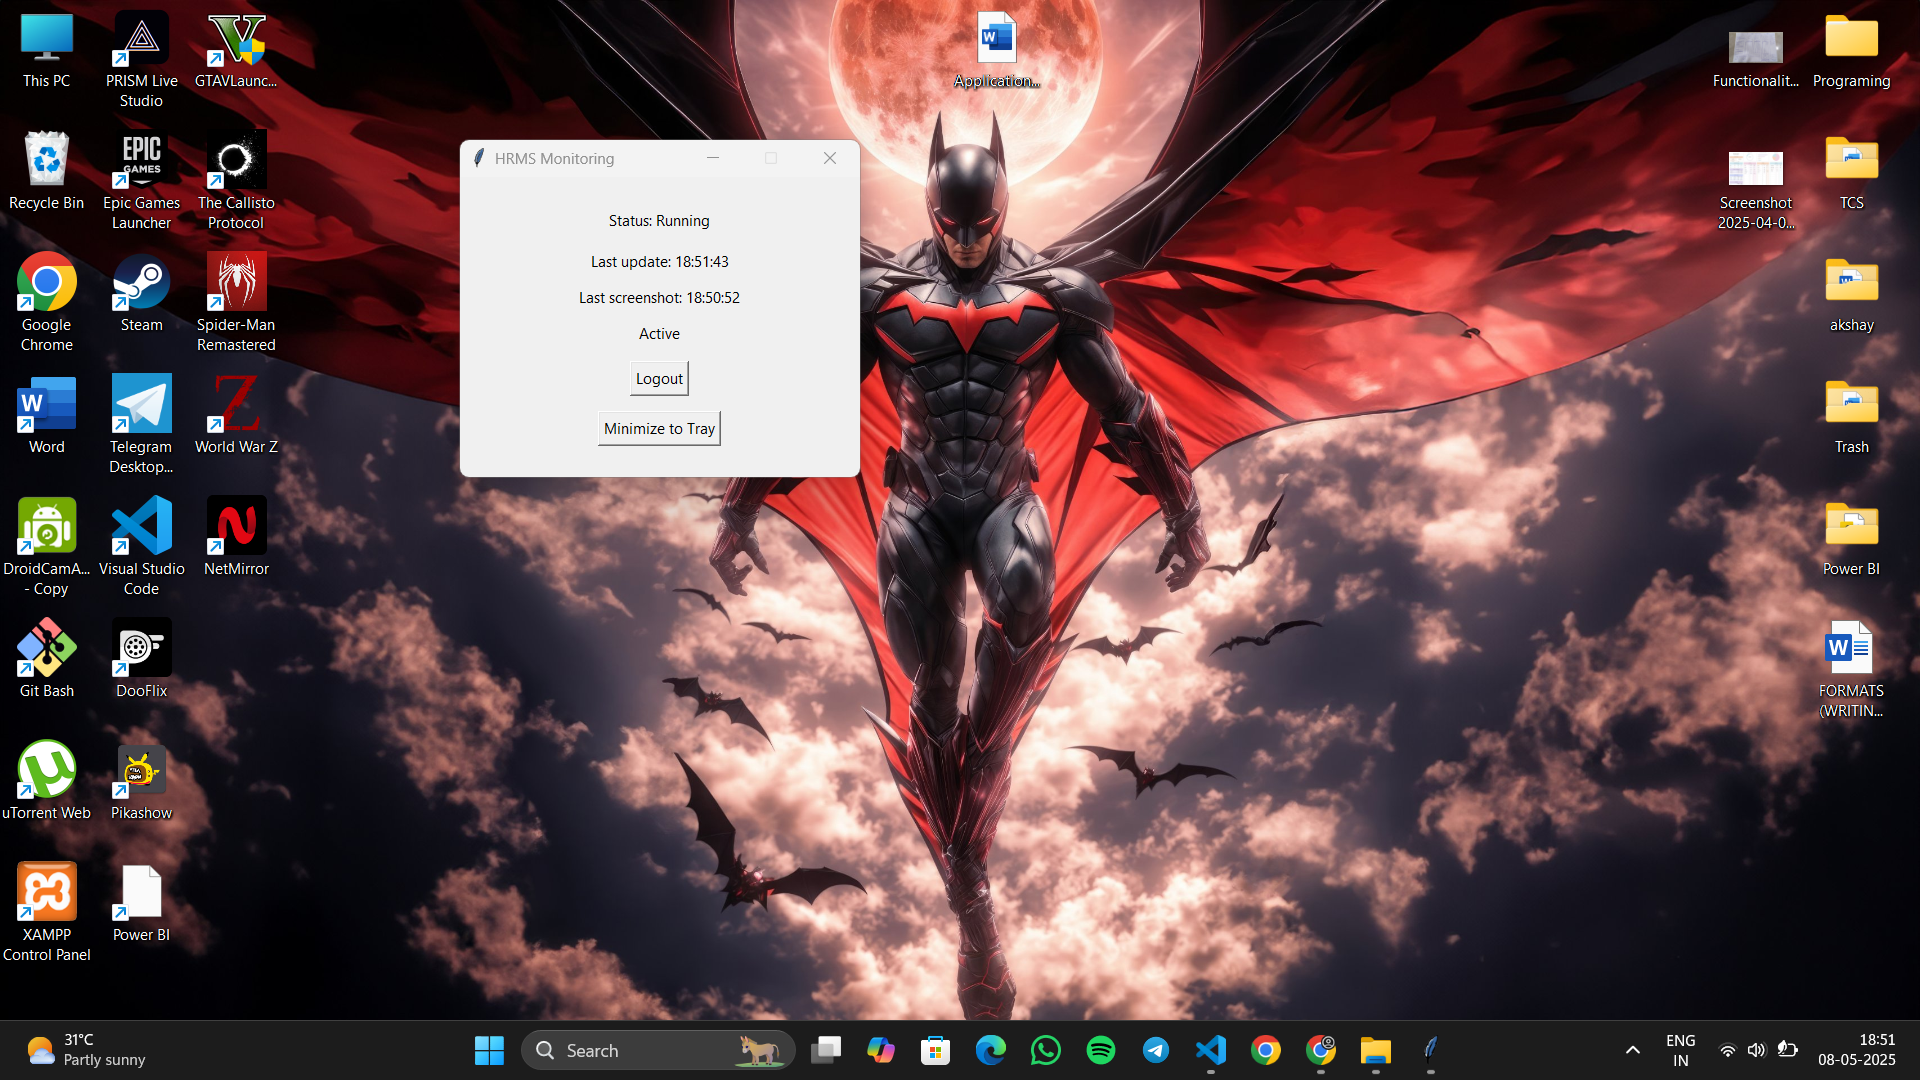 This PC
PRISM Live
Studio
GTAVLaunc...
Recycle Bin
EPIC
GAMES
Epic Games
Launcher
The Callisto
Protocol
Google
Chrome
Steam
Spider-Man
Remastered
Word
Telegram
Desktop...
World War Z
DroidCamA...
- Copy
Visual Studio
Code
NetMirror
Git Bash
DooFlix
uTorrent Web
Pikashow
XAMPP
Control Panel
Power BI
HRMS Monitoring
Status: Running
Last update: 18:51:43
Last screenshot: 18:50:52
Active
Logout
Minimize to Tray
Application...
Functionalit...
Programing
Screenshot
2025-04-0...
TCS
akshay
Trash
Power BI
FORMATS
(WRITIN...
31°C
Partly sunny
Search
ENG
IN
18:51
08-05-2025